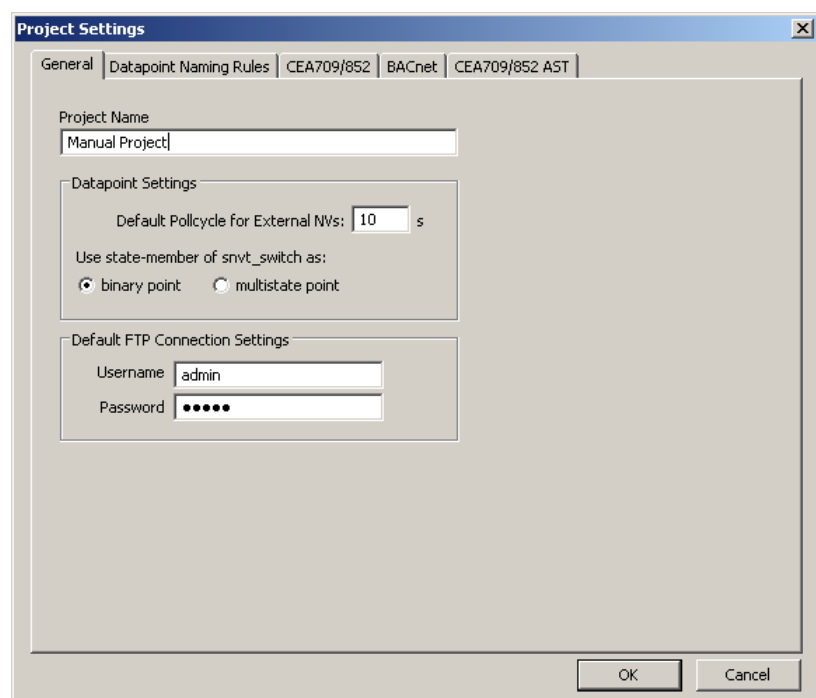 Project Settings
General Datapoint Naming Rules CEA709/852 BACnet CEA709/852 AST
Project Name
Manual Project
Datapoint Settings
Default Pollcycle for External NVs: 10 s
Use state-member of snvt_switch as:
binary point multistate point
Default FTP Connection Settings
Username admin
Password •••••
OK Cancel